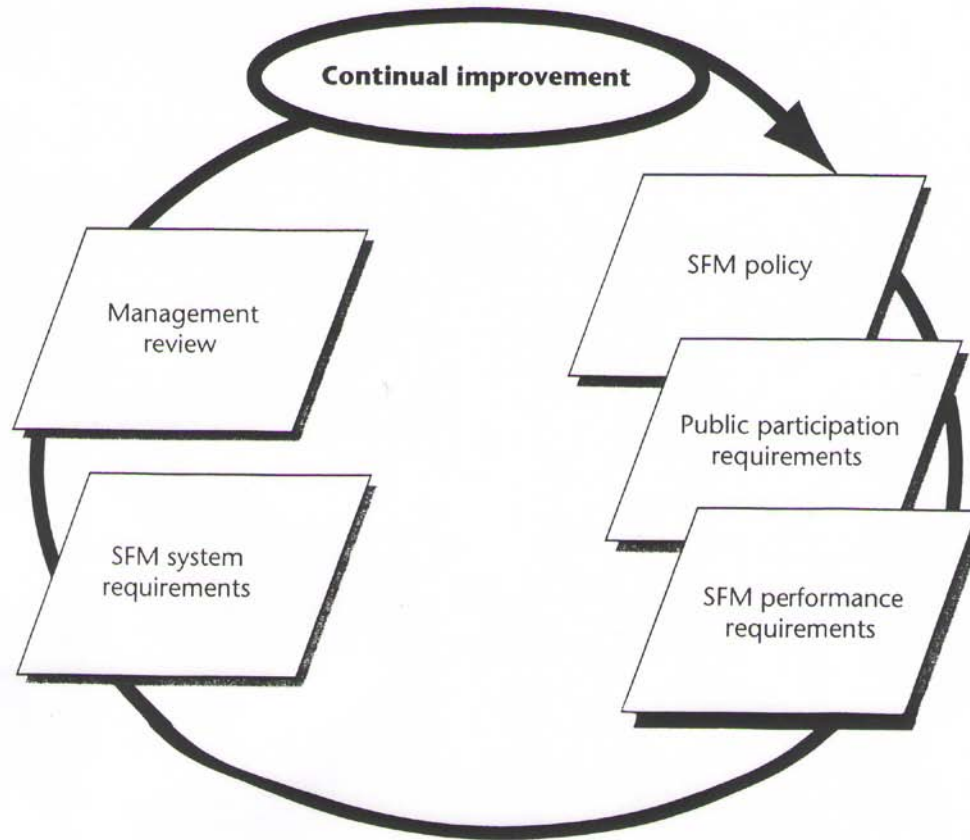 Continual improvement
SFM policy
Public participation
requirements
SFM performance
requirements
SFM system
requirements
Management
review